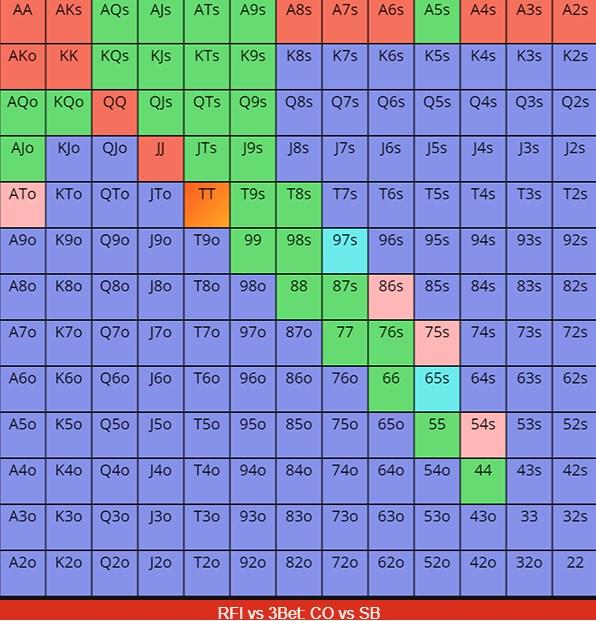 AA AKs AQs AJs ATs A9s A8s A7s A6s A5s A4s A3s A2s
AKo KK KQs KJs KTs K9s K8s K7s K6s K5s K4s K3s K2s
AQo KQo QQ QJs QTs Q9s Q8s Q7s Q6s Q5s Q4s Q3s Q2s
AJo KJo QJo JJ JTs J9s J8s J7s J6s J5s J4s J3s J2s
ATo KTo QTo JTo TT T9s T8s T7s T6s T5s T4s T3s T2s
A9o K9o Q9o J9o T9o 99 98s 97s 96s 95s 94s 93s 92s
A8o K8o Q8o J8o T8o 98o 88 87s 86s 85s 84s 83s 82s
A7o K7o Q7o J7o T7o 97o 87o 77 76s 75s 74s 73s 72s
A6o K6o Q6o J6o T6o 96o 86o 76o 66 65s 64s 63s 62s
A5o K5o Q5o J5o T5o 95o 85o 75o 65o 55 54s 53s 52s
A4o K4o Q4o J4o T4o 94o 84o 74o 64o 54o 44 43s 42s
A3o K3o Q3o J3o T3o 93o 83o 73o 63o 53o 43o 33 32s
A2o K2o Q2o J2o T2o 92o 82o 72o 62o 52o 42o 32o 22
RFI vs 3Bet: CO vs SB